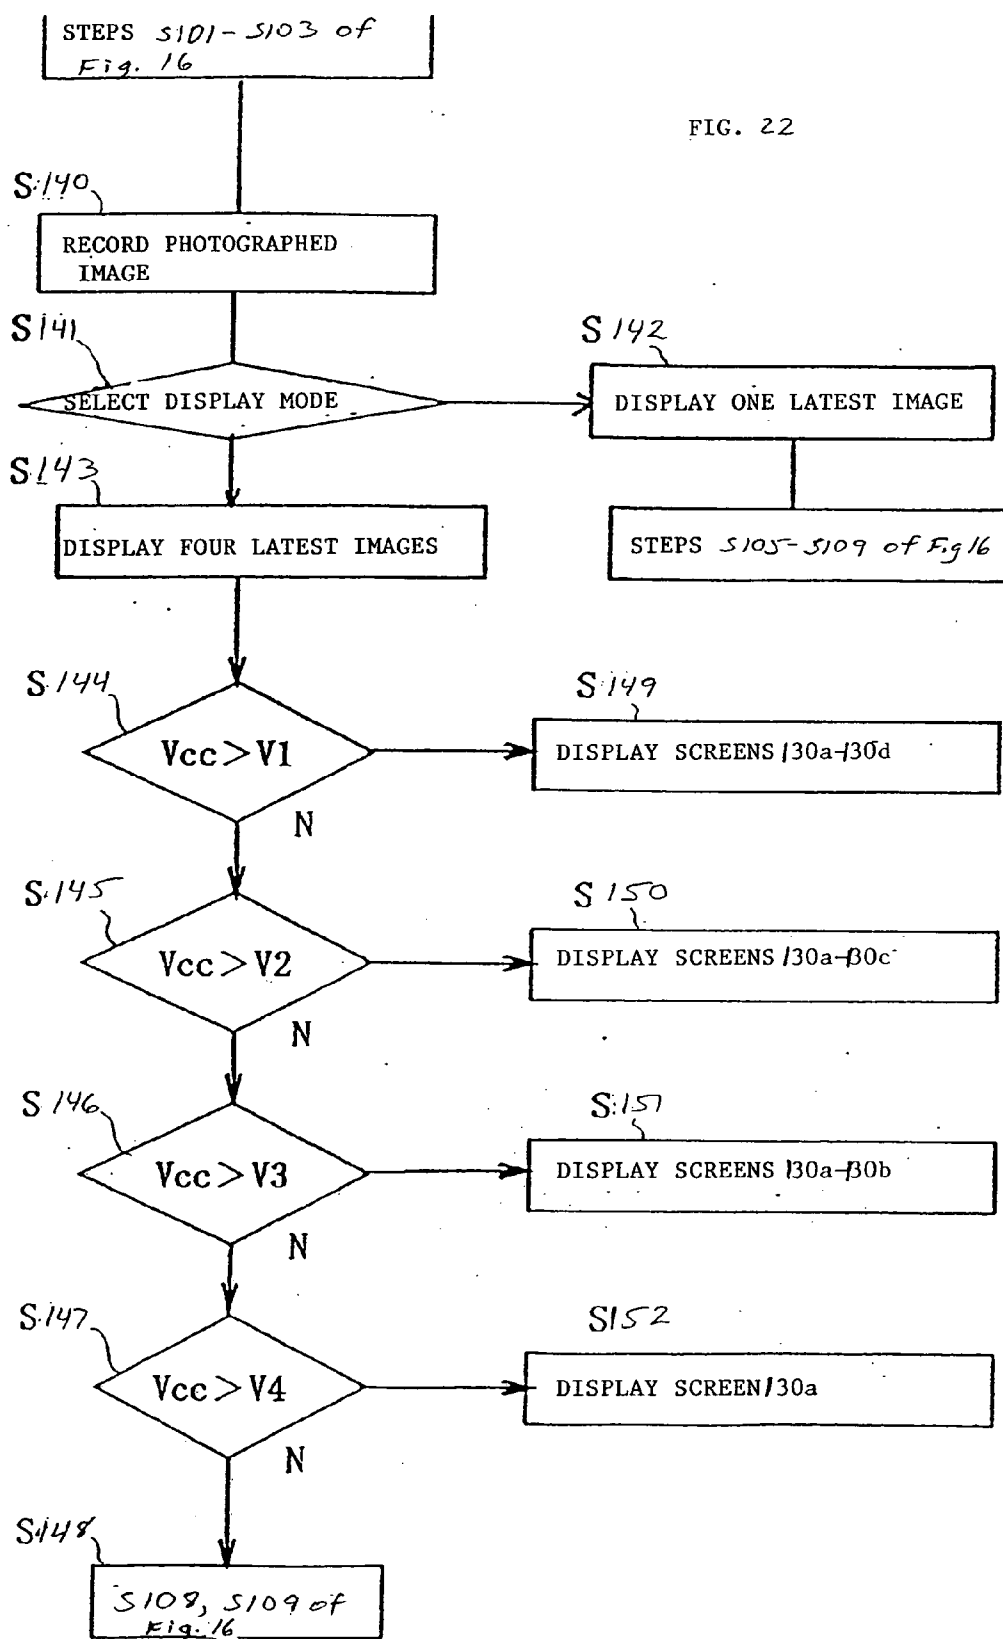 STEPS S101-S103 of
Fig. 16
FIG. 22
S140
RECORD PHOTOGRAPHED
IMAGE
S141
SELECT DISPLAY MODE
S142
DISPLAY ONE LATEST IMAGE
S143
DISPLAY FOUR LATEST IMAGES
STEPS S105-S109 of Fig 16
S144
Vcc > V1
N
S149
DISPLAY SCREENS 130a-130d
S145
Vcc > V2
N
S150
DISPLAY SCREENS 130a-130c
S146
Vcc > V3
N
S151
DISPLAY SCREENS 130a-130b
S147
Vcc > V4
N
S152
DISPLAY SCREEN 130a
S148
S108, S109 of
Fig. 16